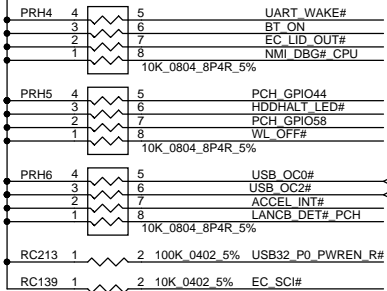 PRH4 4 5 UART_WAKE#
3 6 BT_ON
2 7 EC_LID_OUT#
1 8 NMI_DBG#_CPU
10K_0804_8P4R_5%
PRH5 4 5 PCH_GPIO44
3 6 HDDHALT_LED#
2 7 PCH_GPIO58
1 8 WL_OFF#
10K_0804_8P4R_5%
PRH6 4 5 USB_OC0#
3 6 USB_OC2#
2 7 ACCEL_INT#
1 8 LANCB_DET#_PCH
10K_0804_8P4R_5%
RC213 1 2 100K_0402_5% USB32_P0_PWREN_R#
RC139 1 2 10K_0402_5% EC_SCI#